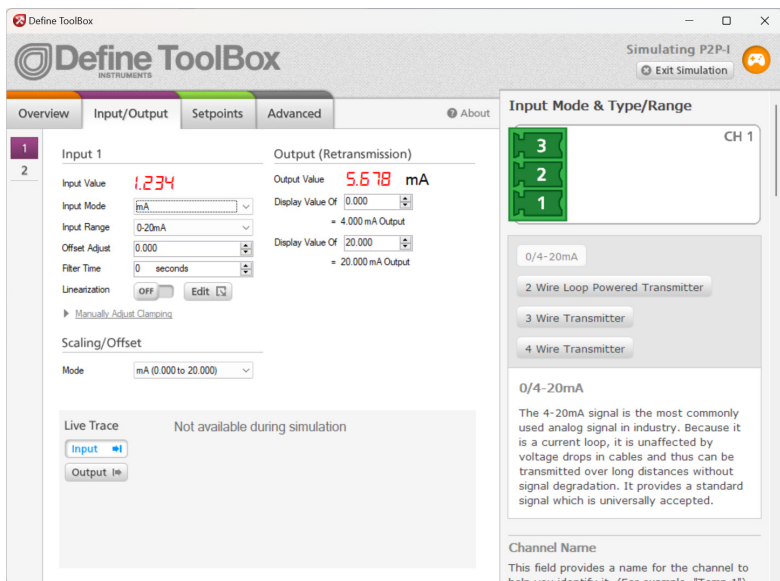 Define ToolBox
Define ToolBox
INSTRUMENTS
Simulating P2P-I
Exit Simulation
Overview
Input/Output
Setpoints
Advanced
About
1
2
Input 1
Input Value 1.234
Input Mode mA
Input Range 0-20mA
Offset Adjust 0.000
Filter Time 0 seconds
Linearization OFF Edit
Manually Adjust Clamping
Scaling/Offset
Mode mA (0.000 to 20.000)
Output (Retransmission)
Output Value 5.678 mA
Display Value Of 0.000
= 4.000 mA Output
Display Value Of 20.000
= 20.000 mA Output
Live Trace
Not available during simulation
Input
Output
Input Mode & Type/Range
CH 1
3
2
1
0/4-20mA
2 Wire Loop Powered Transmitter
3 Wire Transmitter
4 Wire Transmitter
0/4-20mA
The 4-20mA signal is the most commonly
used analog signal in industry. Because it
is a current loop, it is unaffected by
voltage drops in cables and thus can be
transmitted over long distances without
signal degradation. It provides a standard
signal which is universally accepted.
Channel Name
This field provides a name for the channel to
help you identify it. (For example, "Temp 1")